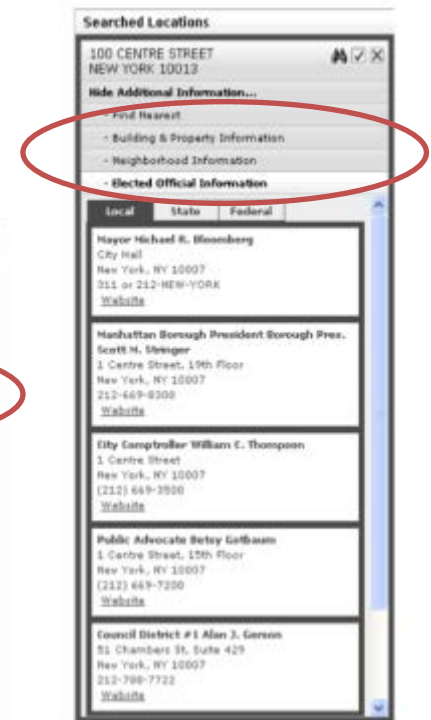 Searched Locations
100 CENTRE STREET
NEW YORK 10013
Hide Additional Information...
- Find Nearest
- Building & Property Information
- Neighborhood Information
- Elected Official Information
Local State Federal
Mayor Michael R. Bloomberg
City Hall
New York, NY 10007
311 or 212-NEW-YORK
Website
Manhattan Borough President Borough Pres.
Scott M. Stringer
1 Centre Street, 19th Floor
New York, NY 10007
212-669-8300
Website
City Comptroller William C. Thompson
1 Centre Street
New York, NY 10007
(212) 669-3500
Website
Public Advocate Betsy Gotbaum
1 Centre Street, 15th Floor
New York, NY 10007
(212) 669-7200
Website
Council District #1 Alan J. Gerson
51 Chambers St, Suite 429
New York, NY 10007
212-788-7722
Website